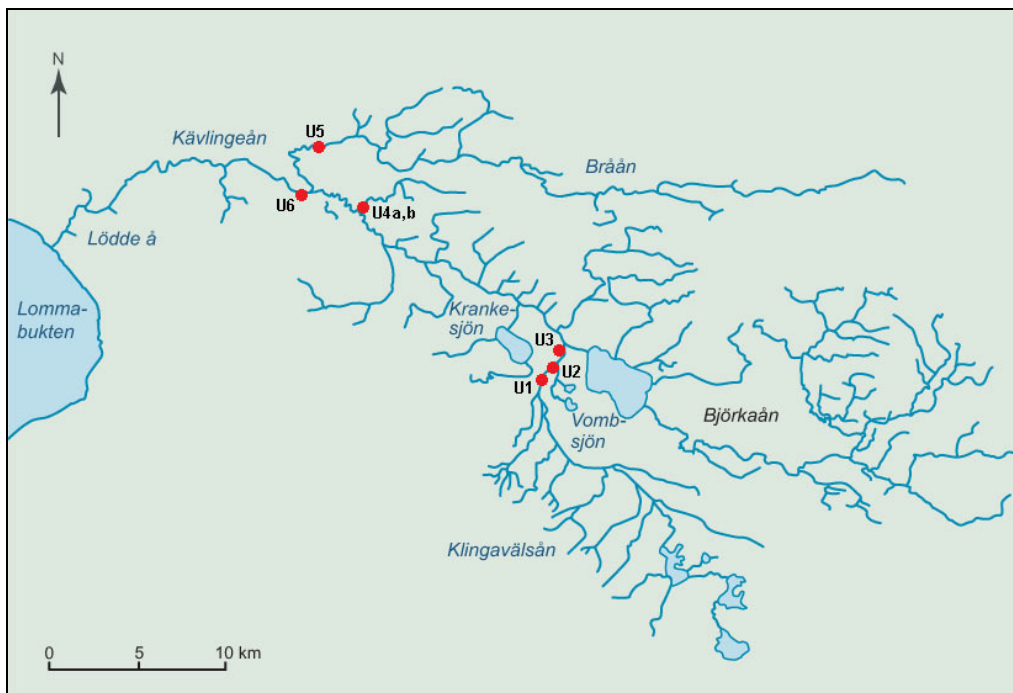 N
U5
Kävlingeån
Bråån
U6
U4a,b
Lödde å
Lomma-
bukten
Kranke-
sjön
U3
U2
U1
Vomb-
sjön
Björkaån
Klingavälsån
0 5 10 km